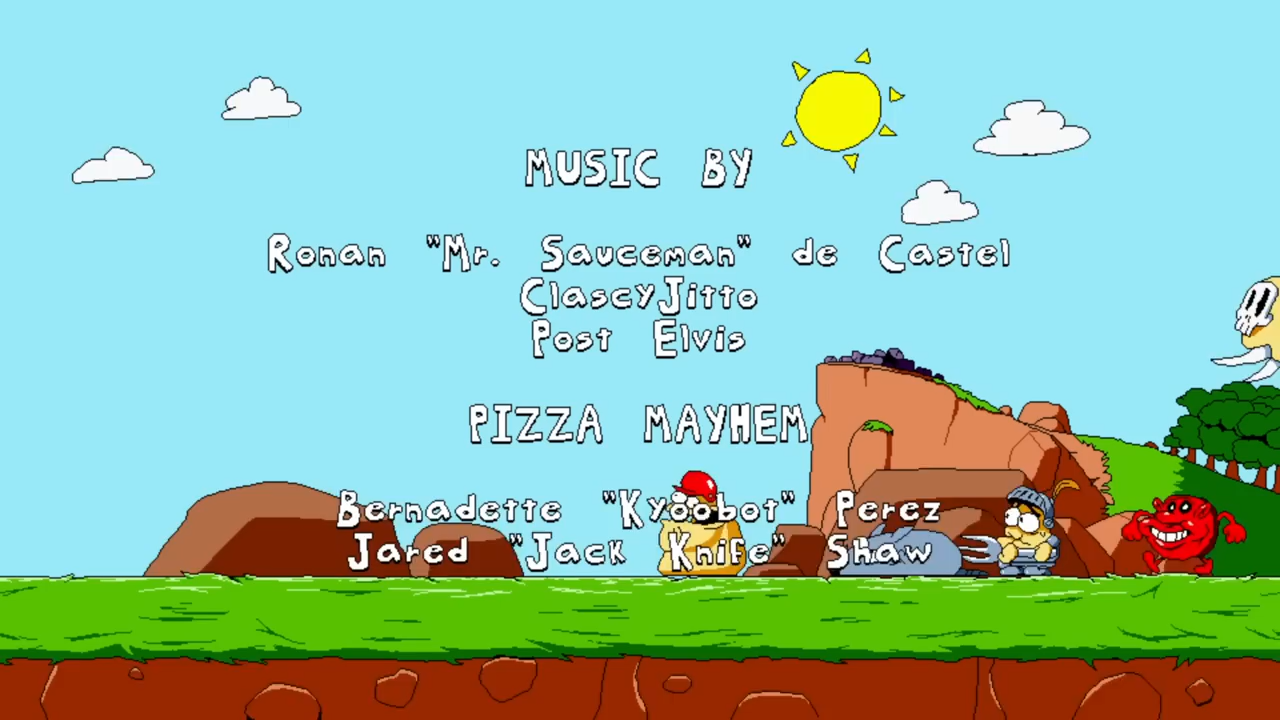 MUSIC BY
Ronan "Mr. Sauceman" de Castel
ClascyJitto
Post Elvis
PIZZA MAYHEM
Bernadette "Kyoobot" Perez
Jared "Jack Knife" Shaw